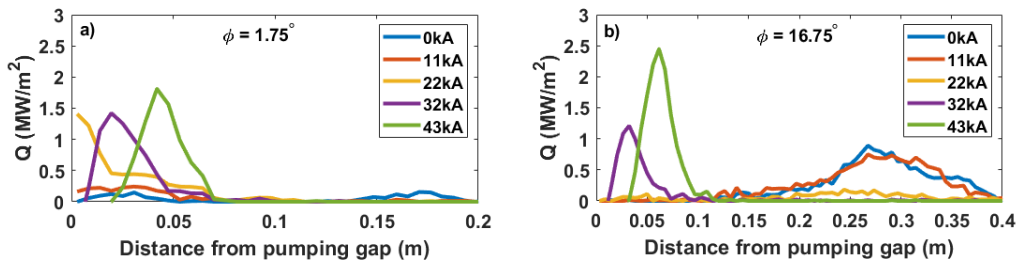 a)
ϕ = 1.75°
0kA
11kA
22kA
32kA
43kA
3
2.5
2
1.5
1
0.5
0
Q (MW/m²)
0
0.05
0.1
0.15
0.2
Distance from pumping gap (m)
b)
ϕ = 16.75°
0kA
11kA
22kA
32kA
43kA
3
2.5
2
1.5
1
0.5
0
Q (MW/m²)
0
0.05
0.1
0.15
0.2
0.25
0.3
0.35
0.4
Distance from pumping gap (m)